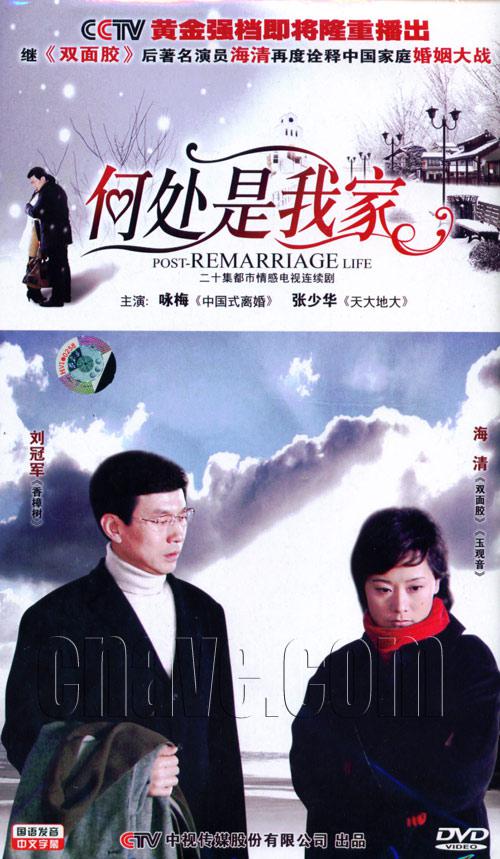 CCTV 黄金强档即将隆重播出
继《双面胶》后著名演员海清再度诠释中国家庭婚姻大战
何处是我家
POST-REMARRIAGE LIFE
二十集都市情感电视连续剧
主演：咏梅《中国式离婚》 张少华《天大地大》
HVT®0258
刘冠军
《香樟树》
海清
《双面胶》《玉观音》
cnave.com
国语发音
中文字幕
CTV 中视传媒股份有限公司 出品
DVD
VIDEO